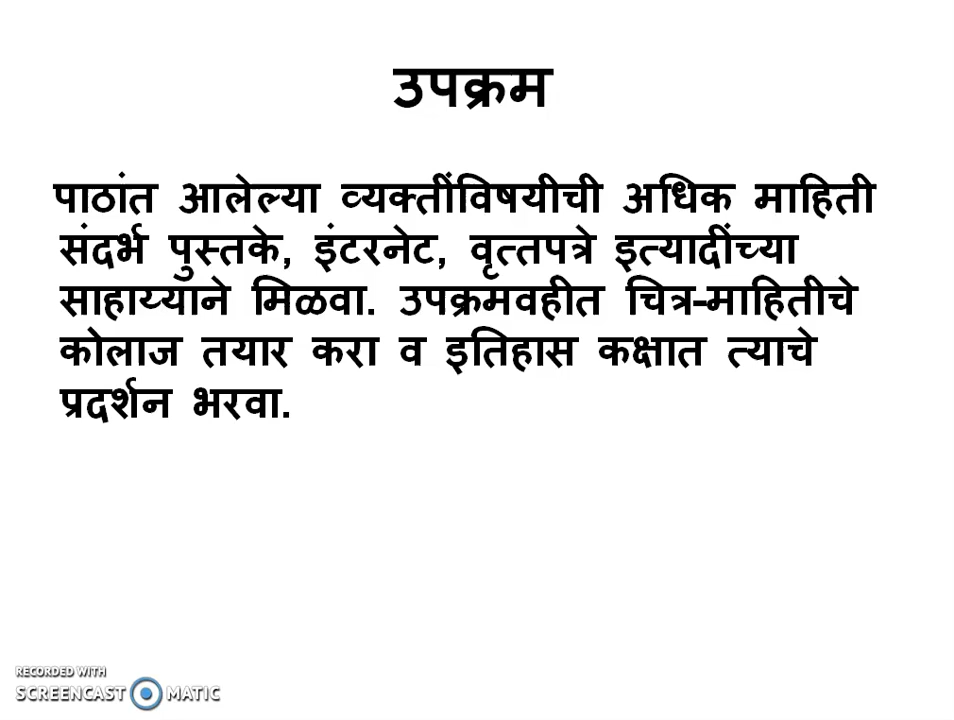 उपक्रम
पाठांत आलेल्या व्यक्तींविषयीची अधिक माहिती
संदर्भ पुस्तके, इंटरनेट, वृत्तपत्रे इत्यादींच्या
साहाय्याने मिळवा. उपक्रमवहीत चित्र-माहितीचे
कोलाज तयार करा व इतिहास कक्षात त्याचे
प्रदर्शन भरवा.
RECORDED WITH
SCREENCAST MATIC